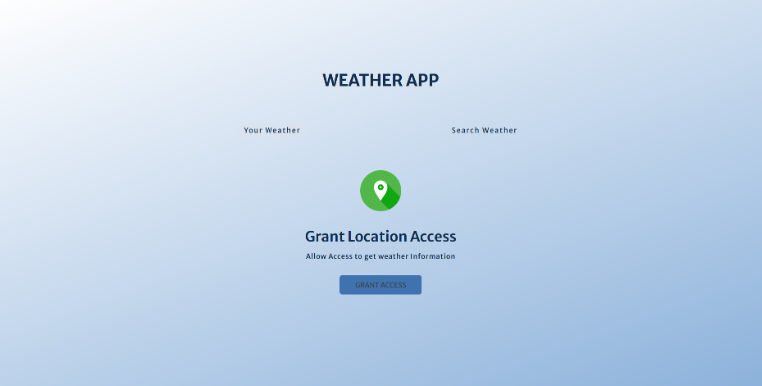 WEATHER APP
Your Weather
Search Weather
Grant Location Access
Allow Access to get weather Information
GRANT ACCESS